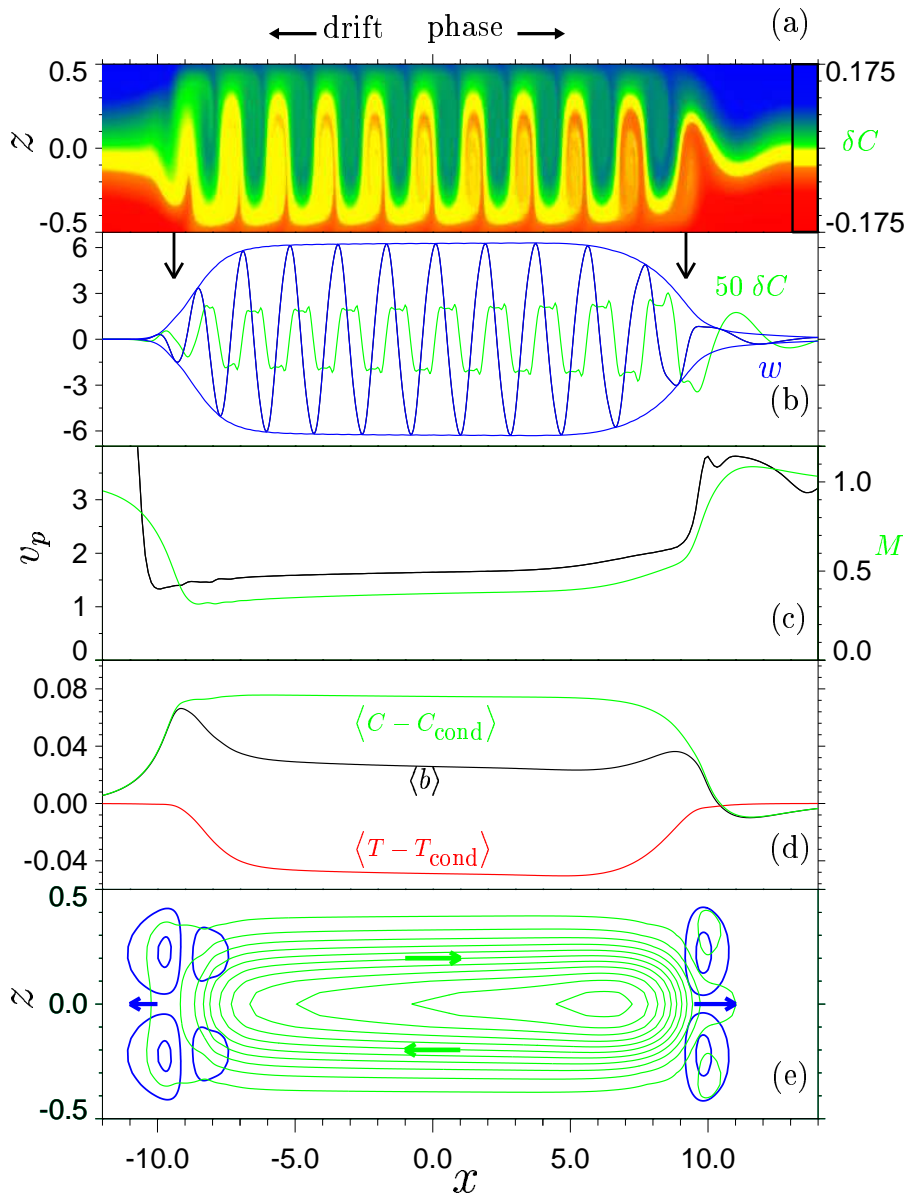 drift phase (a)
0.5 0.175
z 0.0 δC
-0.5 -0.175
6
3 50 δC
0
-3 w
-6 (b)
3 1.0
v_p 2 0.5 M
1
0 0.0 (c)
0.08
⟨C − C_cond⟩
0.04
⟨b⟩
0.00
⟨T − T_cond⟩
-0.04 (d)
0.5
z 0.0
-0.5 (e)
-10.0 -5.0 0.0 5.0 10.0
x